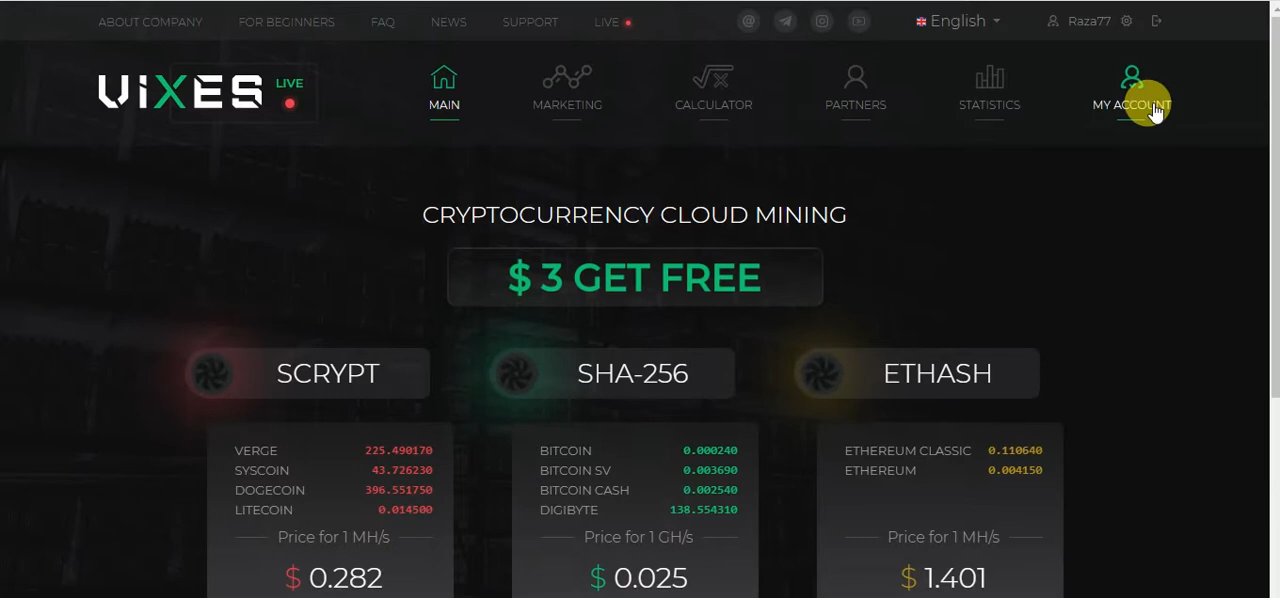 ABOUT COMPANY FOR BEGINNERS FAQ NEWS SUPPORT LIVE English Raza77
ViXES LIVE
MAIN MARKETING CALCULATOR PARTNERS STATISTICS MY ACCOUNT
CRYPTOCURRENCY CLOUD MINING
$ 3 GET FREE
SCRYPT SHA-256 ETHASH
VERGE 225.490170 BITCOIN 0.000240 ETHEREUM CLASSIC 0.110640
SYSCOIN 43.726230 BITCOIN SV 0.003690 ETHEREUM 0.004150
DOGECOIN 396.551750 BITCOIN CASH 0.002540
LITECOIN 0.014500 DIGIBYTE 138.554310
Price for 1 MH/s Price for 1 GH/s Price for 1 MH/s
$ 0.282 $ 0.025 $ 1.401